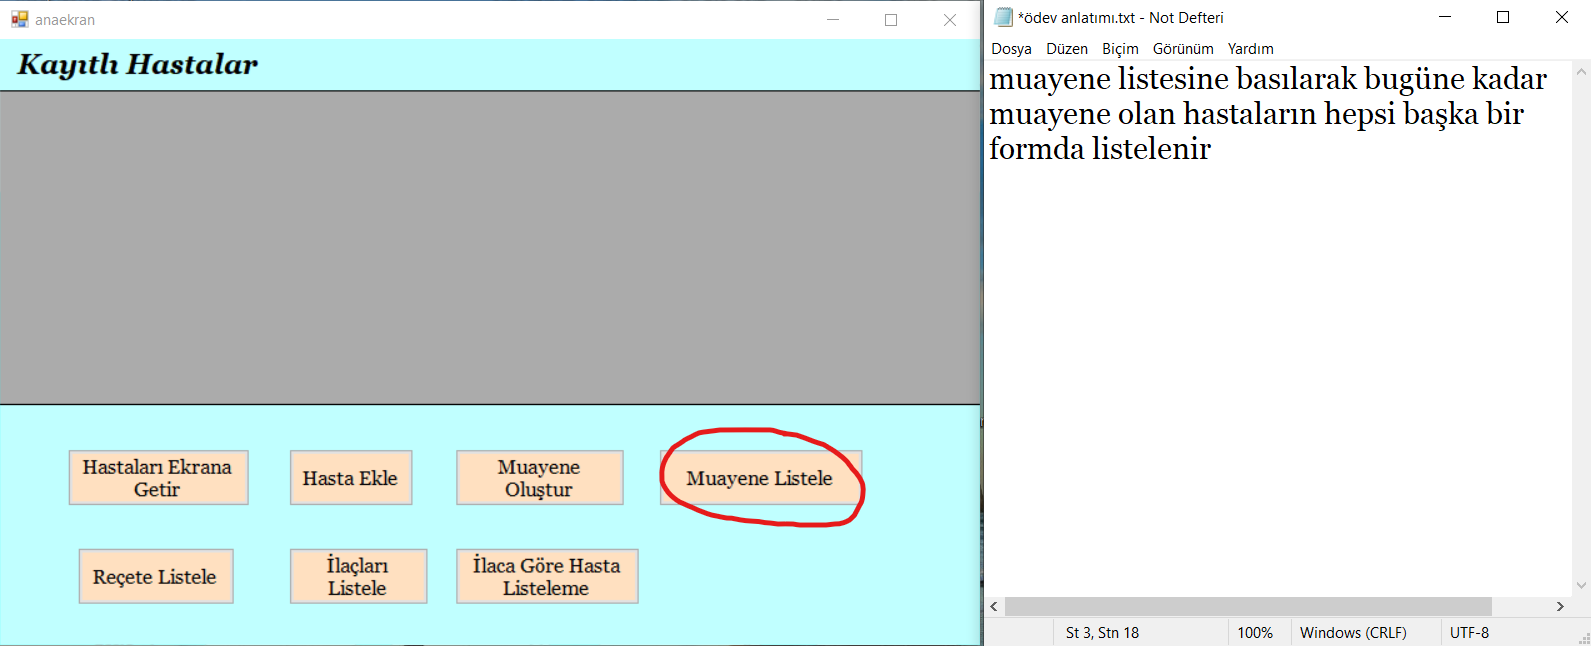 anaekran
Kayıtlı Hastalar
Hastaları Ekrana
Getir
Hasta Ekle
Muayene
Oluştur
Muayene Listele
Reçete Listele
İlaçları
Listele
İlaca Göre Hasta
Listeleme
*ödev anlatımı.txt - Not Defteri
Dosya Düzen Biçim Görünüm Yardım
muayene listesine basılarak bugüne kadar
muayene olan hastaların hepsi başka bir
formda listelenir
St 3, Stn 18 100% Windows (CRLF) UTF-8